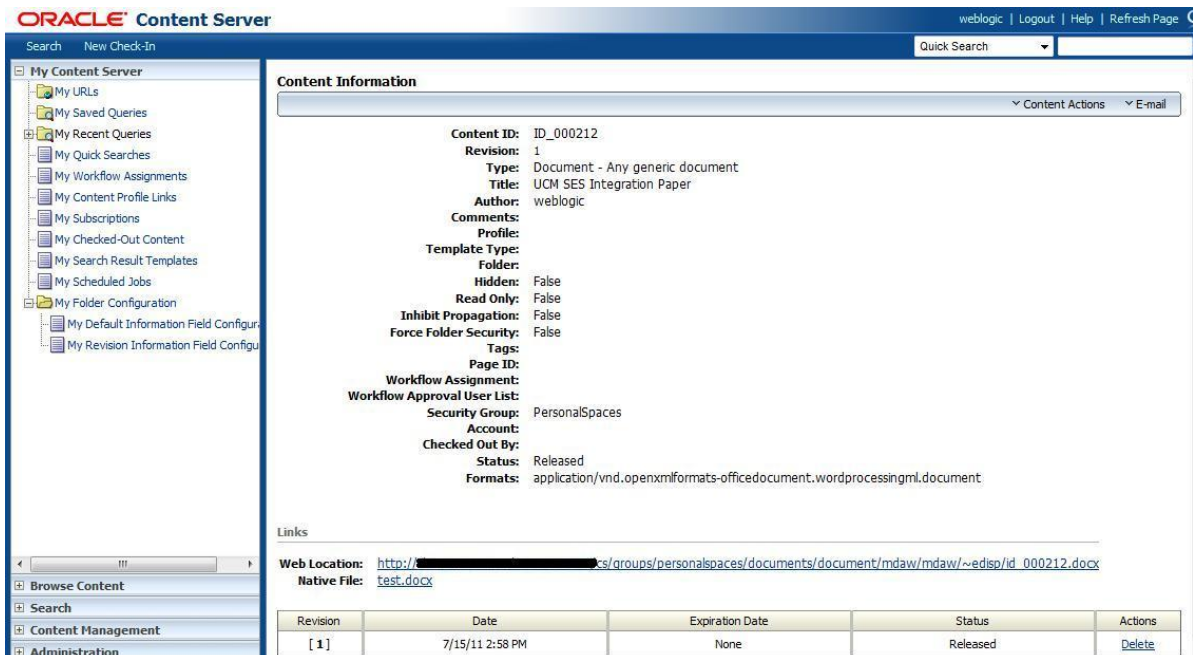 ORACLE Content Server
weblogic | Logout | Help | Refresh Page
Search New Check-In
Quick Search
My Content Server
My URLs
My Saved Queries
My Recent Queries
My Quick Searches
My Workflow Assignments
My Content Profile Links
My Subscriptions
My Checked-Out Content
My Search Result Templates
My Scheduled Jobs
My Folder Configuration
My Default Information Field Configura
My Revision Information Field Configu
Browse Content
Search
Content Management
Administration
Content Information
Content Actions E-mail
Content ID: ID_000212
Revision: 1
Type: Document - Any generic document
Title: UCM SES Integration Paper
Author: weblogic
Comments:
Profile:
Template Type:
Folder:
Hidden: False
Read Only: False
Inhibit Propagation: False
Force Folder Security: False
Tags:
Page ID:
Workflow Assignment:
Workflow Approval User List:
Security Group: PersonalSpaces
Account:
Checked Out By:
Status: Released
Formats: application/vnd.openxmlformats-officedocument.wordprocessingml.document
Links
Web Location: http:// cs/groups/personalspaces/documents/document/mdaw/mdaw/~edisp/id_000212.docx
Native File: test.docx
Revision Date Expiration Date Status Actions
[ 1 ] 7/15/11 2:58 PM None Released Delete